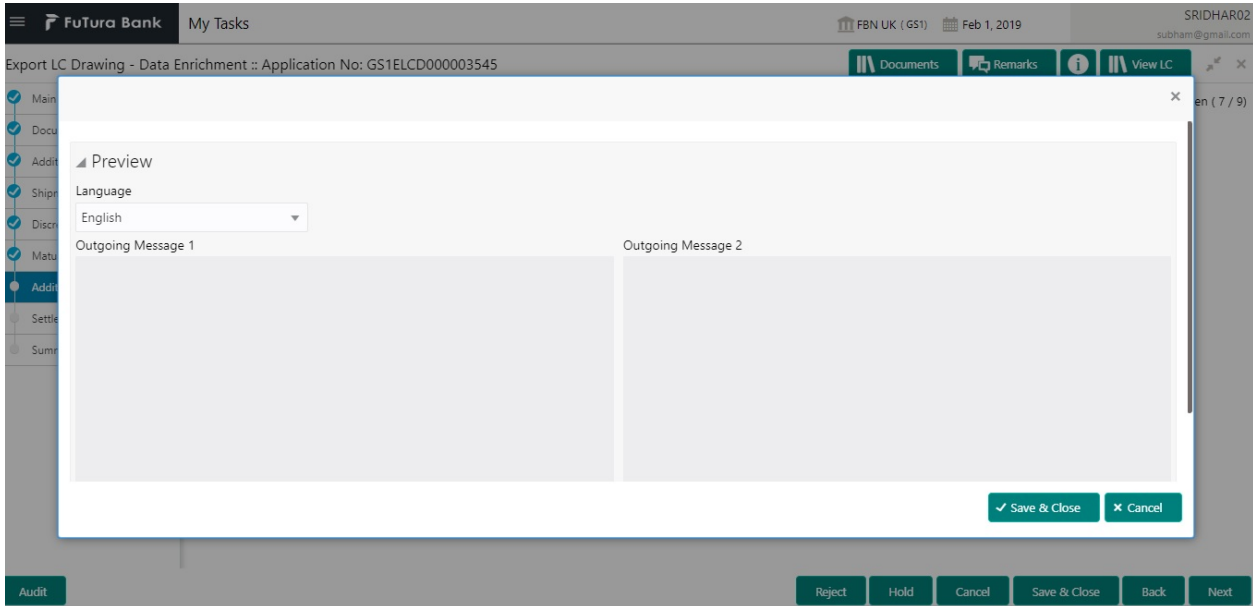 FuTura Bank
My Tasks
FBN UK ( GS1)
Feb 1, 2019
SRIDHAR02
subham@gmail.com
Export LC Drawing - Data Enrichment :: Application No: GS1ELCD000003545
Documents
Remarks
View LC
Main
Docu
Addit
Shipn
Discr
Matu
Addit
Settle
Sumr
en ( 7 / 9)
Preview
Language
English
Outgoing Message 1
Outgoing Message 2
Save & Close
Cancel
Audit
Reject
Hold
Cancel
Save & Close
Back
Next